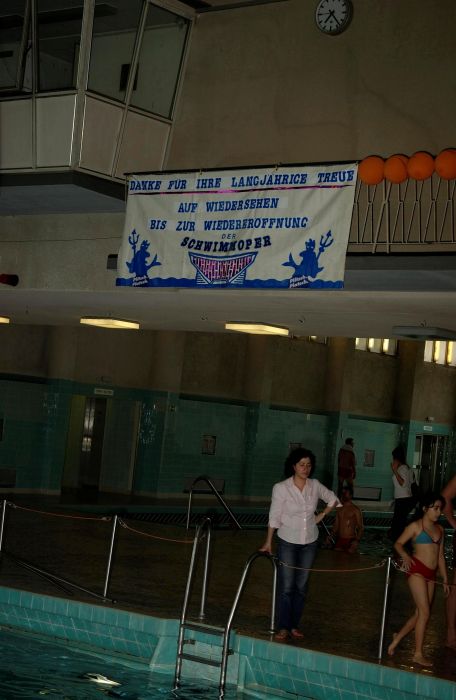 DANKE FÜR IHRE LANGJÄHRIGE TREUE
AUF WIEDERSEHEN
BIS ZUR WIEDERERÖFFNUNG
DER
SCHWIMMOPER